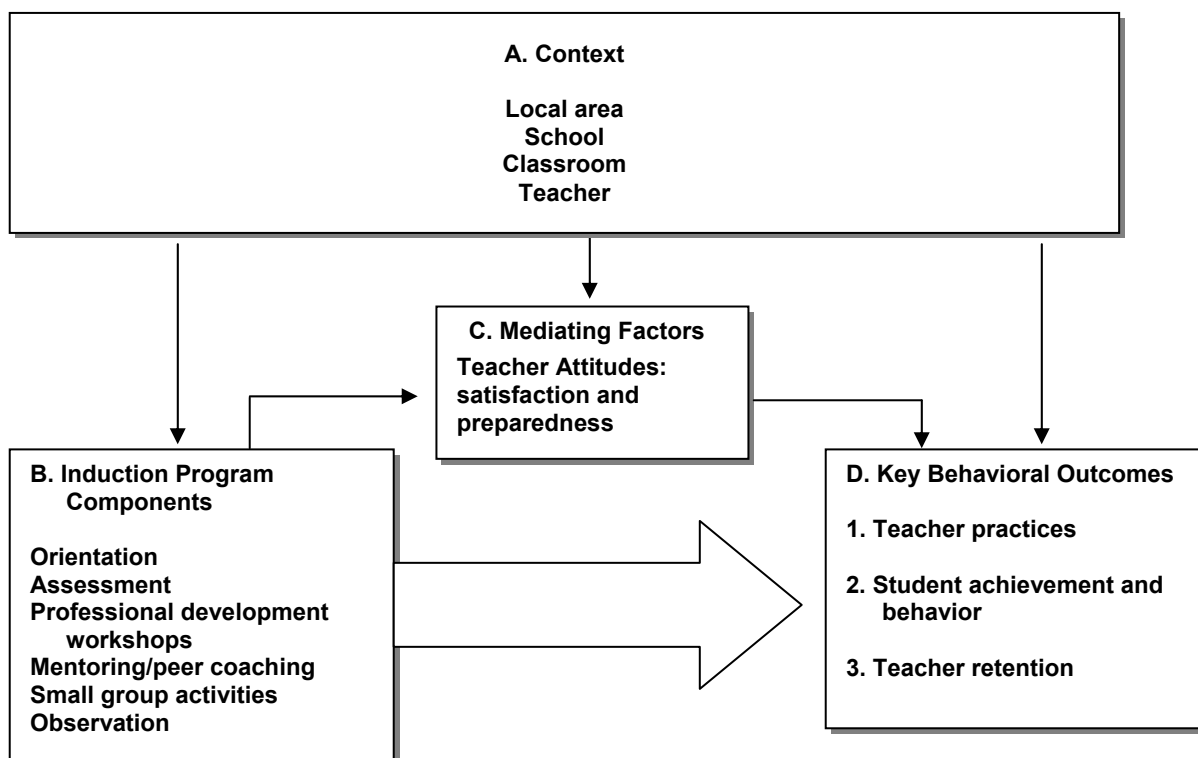 A. Context
Local area
School
Classroom
Teacher
C. Mediating Factors
Teacher Attitudes:
satisfaction and
preparedness
B. Induction Program
Components
Orientation
Assessment
Professional development
workshops
Mentoring/peer coaching
Small group activities
Observation
D. Key Behavioral Outcomes
1. Teacher practices
2. Student achievement and
behavior
3. Teacher retention